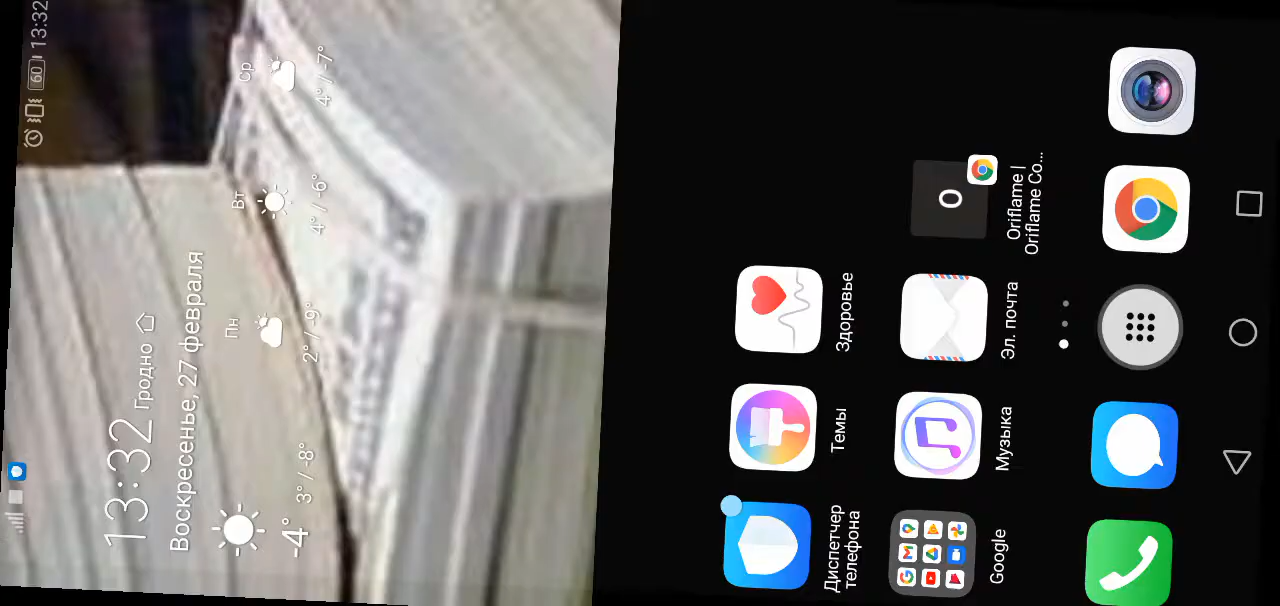 60 13:32
13:32 Гродно
Воскресенье, 27 февраля
-4° 3° / -8°
Пн
2° / -9°
Вт
4° / -6°
Ср
4° / -7°
Диспетчер телефона
Темы
Здоровье
Google
Музыка
Эл. почта
O
Oriflame |
Oriflame Co...